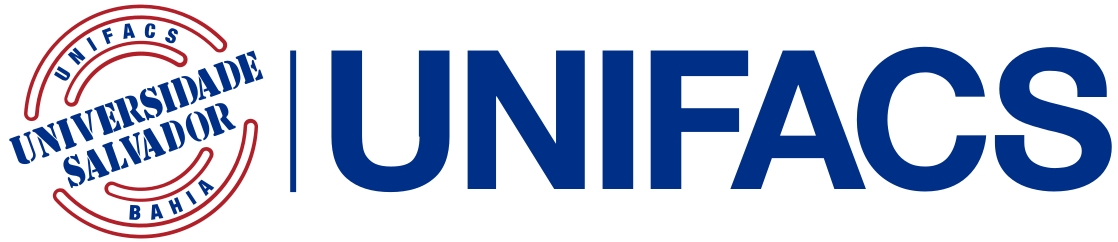 UNIFACS
UNIVERSIDADE
SALVADOR
BAHIA
UNIFACS